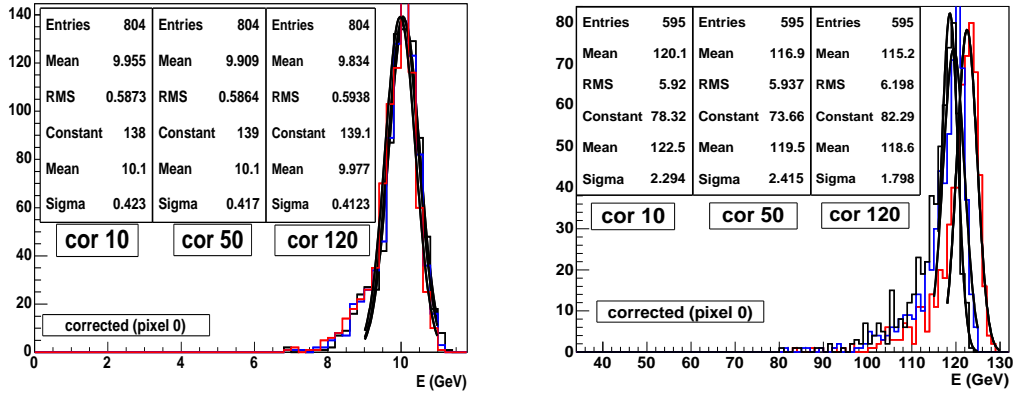 Entries 804 Entries 804 Entries 804
Mean 9.955 Mean 9.909 Mean 9.834
RMS 0.5873 RMS 0.5864 RMS 0.5938
Constant 138 Constant 139 Constant 139.1
Mean 10.1 Mean 10.1 Mean 9.977
Sigma 0.423 Sigma 0.417 Sigma 0.4123
cor 10 cor 50 cor 120
corrected (pixel 0)
140
120
100
80
60
40
20
0
0 2 4 6 8 10
E (GeV)
Entries 595 Entries 595 Entries 595
Mean 120.1 Mean 116.9 Mean 115.2
RMS 5.92 RMS 5.937 RMS 6.198
Constant 78.32 Constant 73.66 Constant 82.29
Mean 122.5 Mean 119.5 Mean 118.6
Sigma 2.294 Sigma 2.415 Sigma 1.798
cor 10 cor 50 cor 120
corrected (pixel 0)
80
70
60
50
40
30
20
10
0
40 50 60 70 80 90 100 110 120 130
E (GeV)